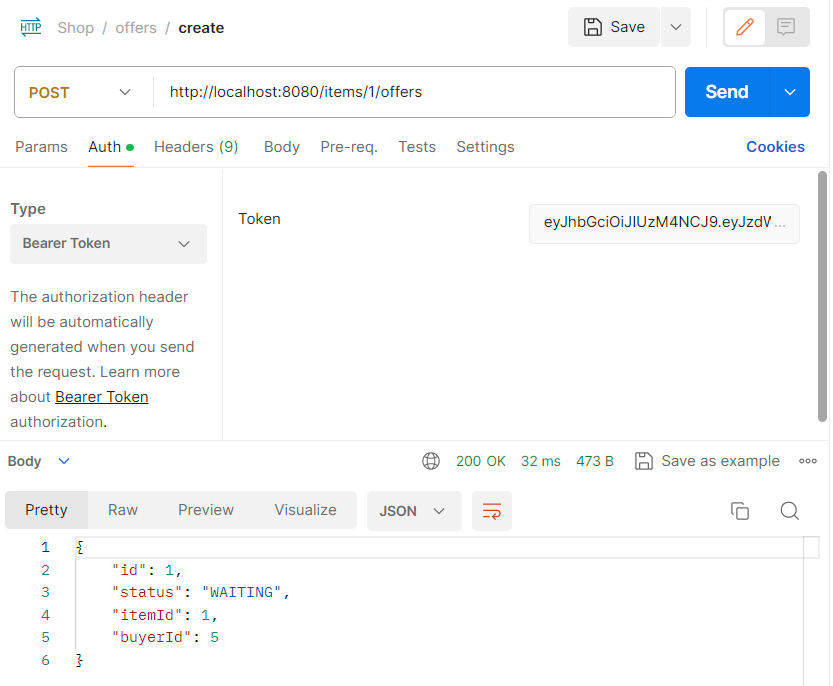 HTTP Shop / offers / create Save
POST http://localhost:8080/items/1/offers Send
Params Auth Headers (9) Body Pre-req. Tests Settings Cookies
Type
Bearer Token
Token eyJhbGciOiJIUzM4NCJ9.eyJzdW ...
The authorization header
will be automatically
generated when you send
the request. Learn more
about Bearer Token
authorization.
Body 200 OK 32 ms 473 B Save as example
Pretty Raw Preview Visualize JSON
1 {
2 "id": 1,
3 "status": "WAITING",
4 "itemId": 1,
5 "buyerId": 5
6 }